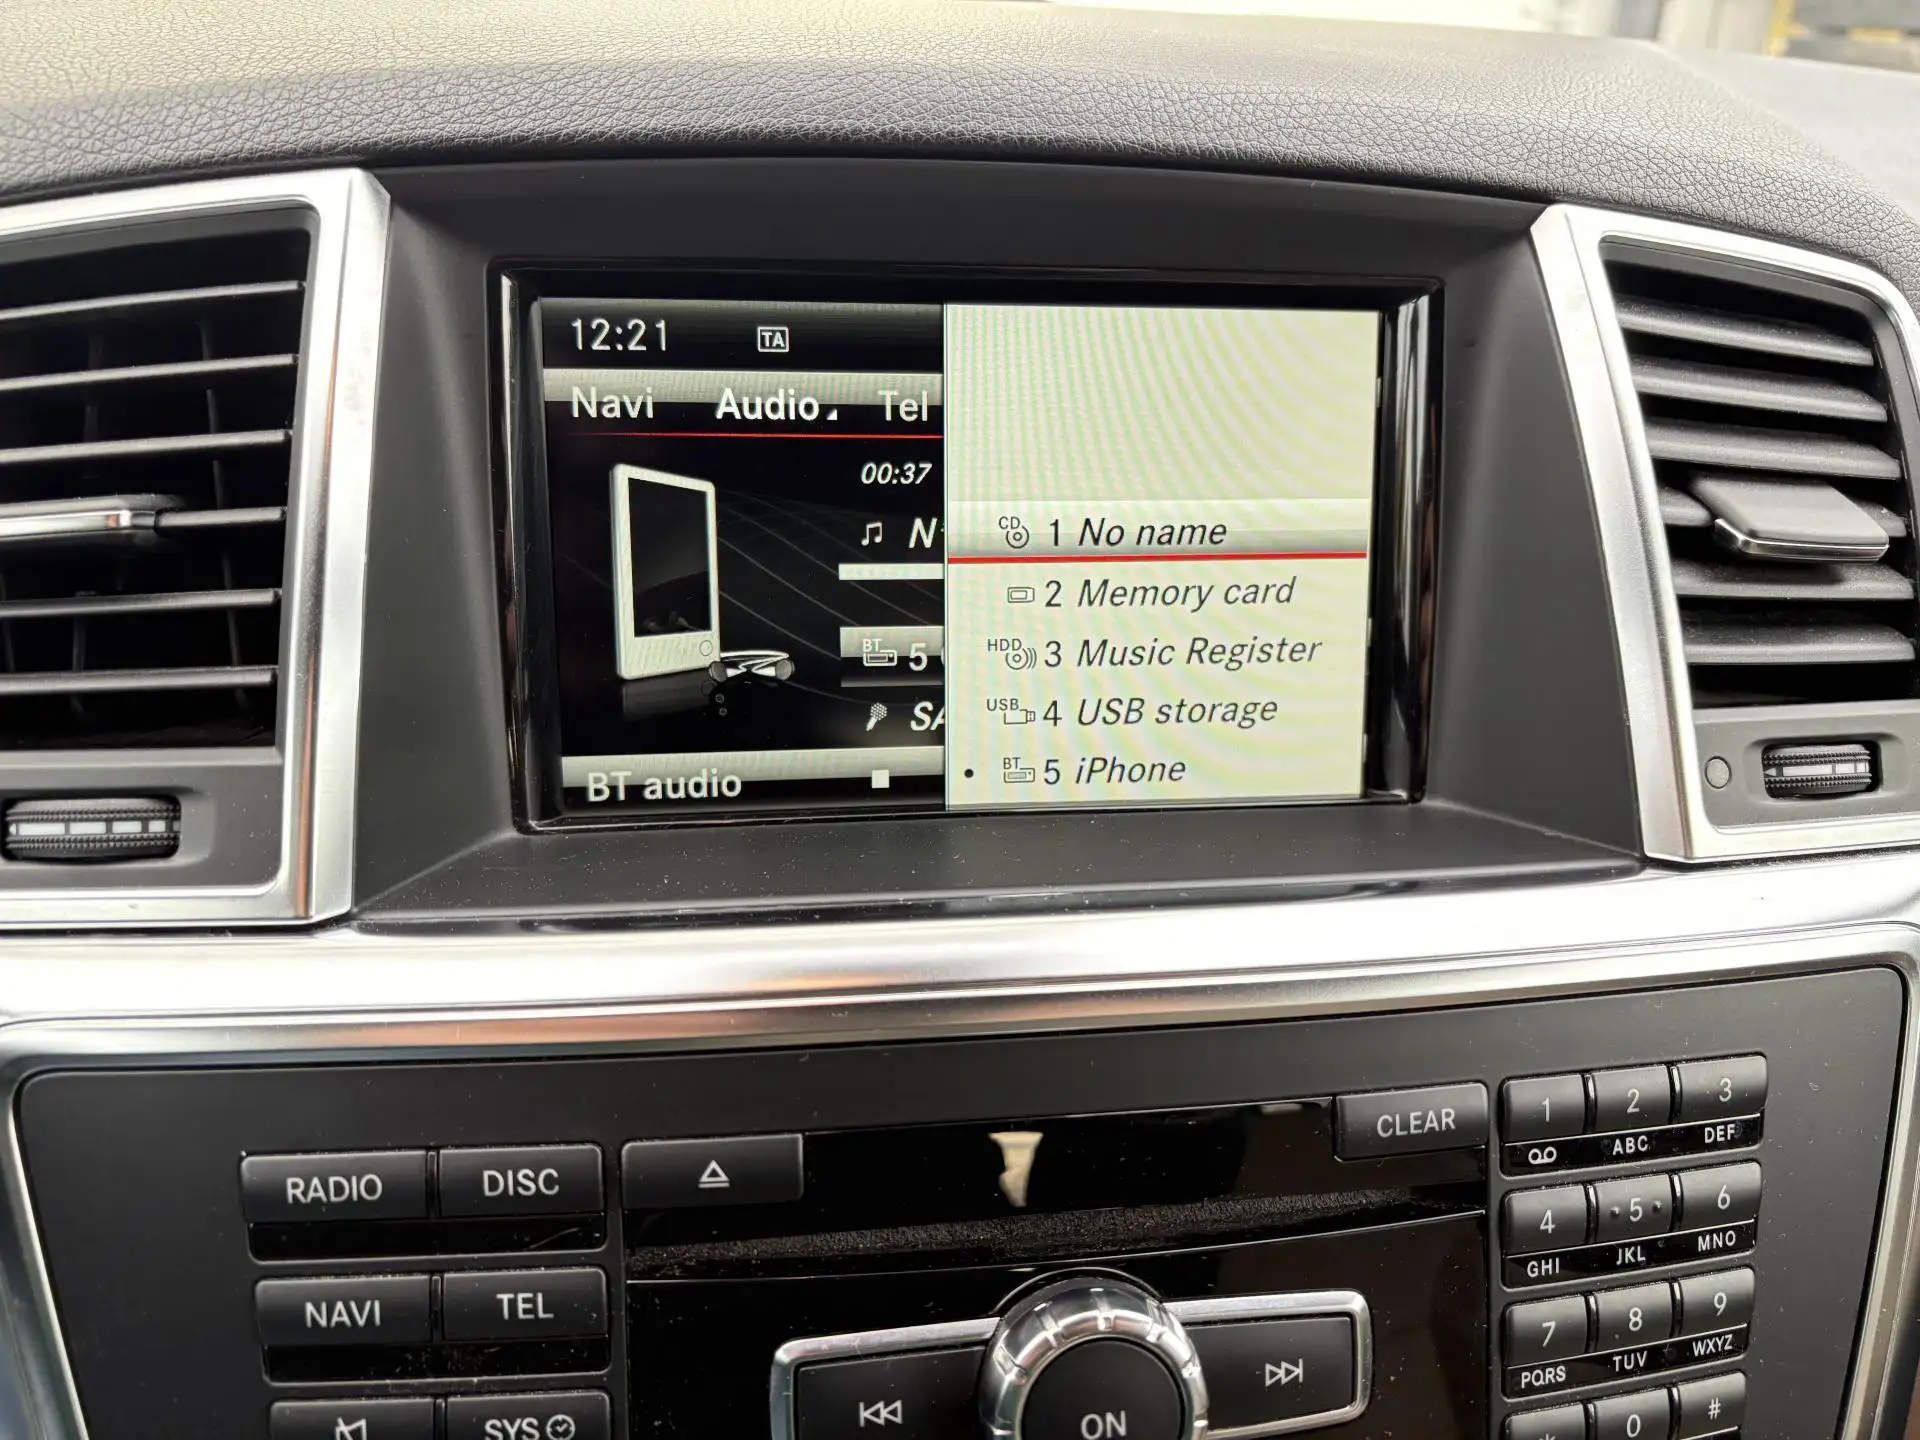 12:21 TA
Navi Audio Tel
00:37
BT 5
BT audio
CD 1 No name
2 Memory card
HDD 3 Music Register
USB 4 USB storage
• BT 5 iPhone
RADIO DISC
NAVI TEL
SYS
CLEAR
ON
1 2 3
ABC DEF
4 5 6
GHI JKL MNO
7 8 9
PQRS TUV WXYZ
* 0 #